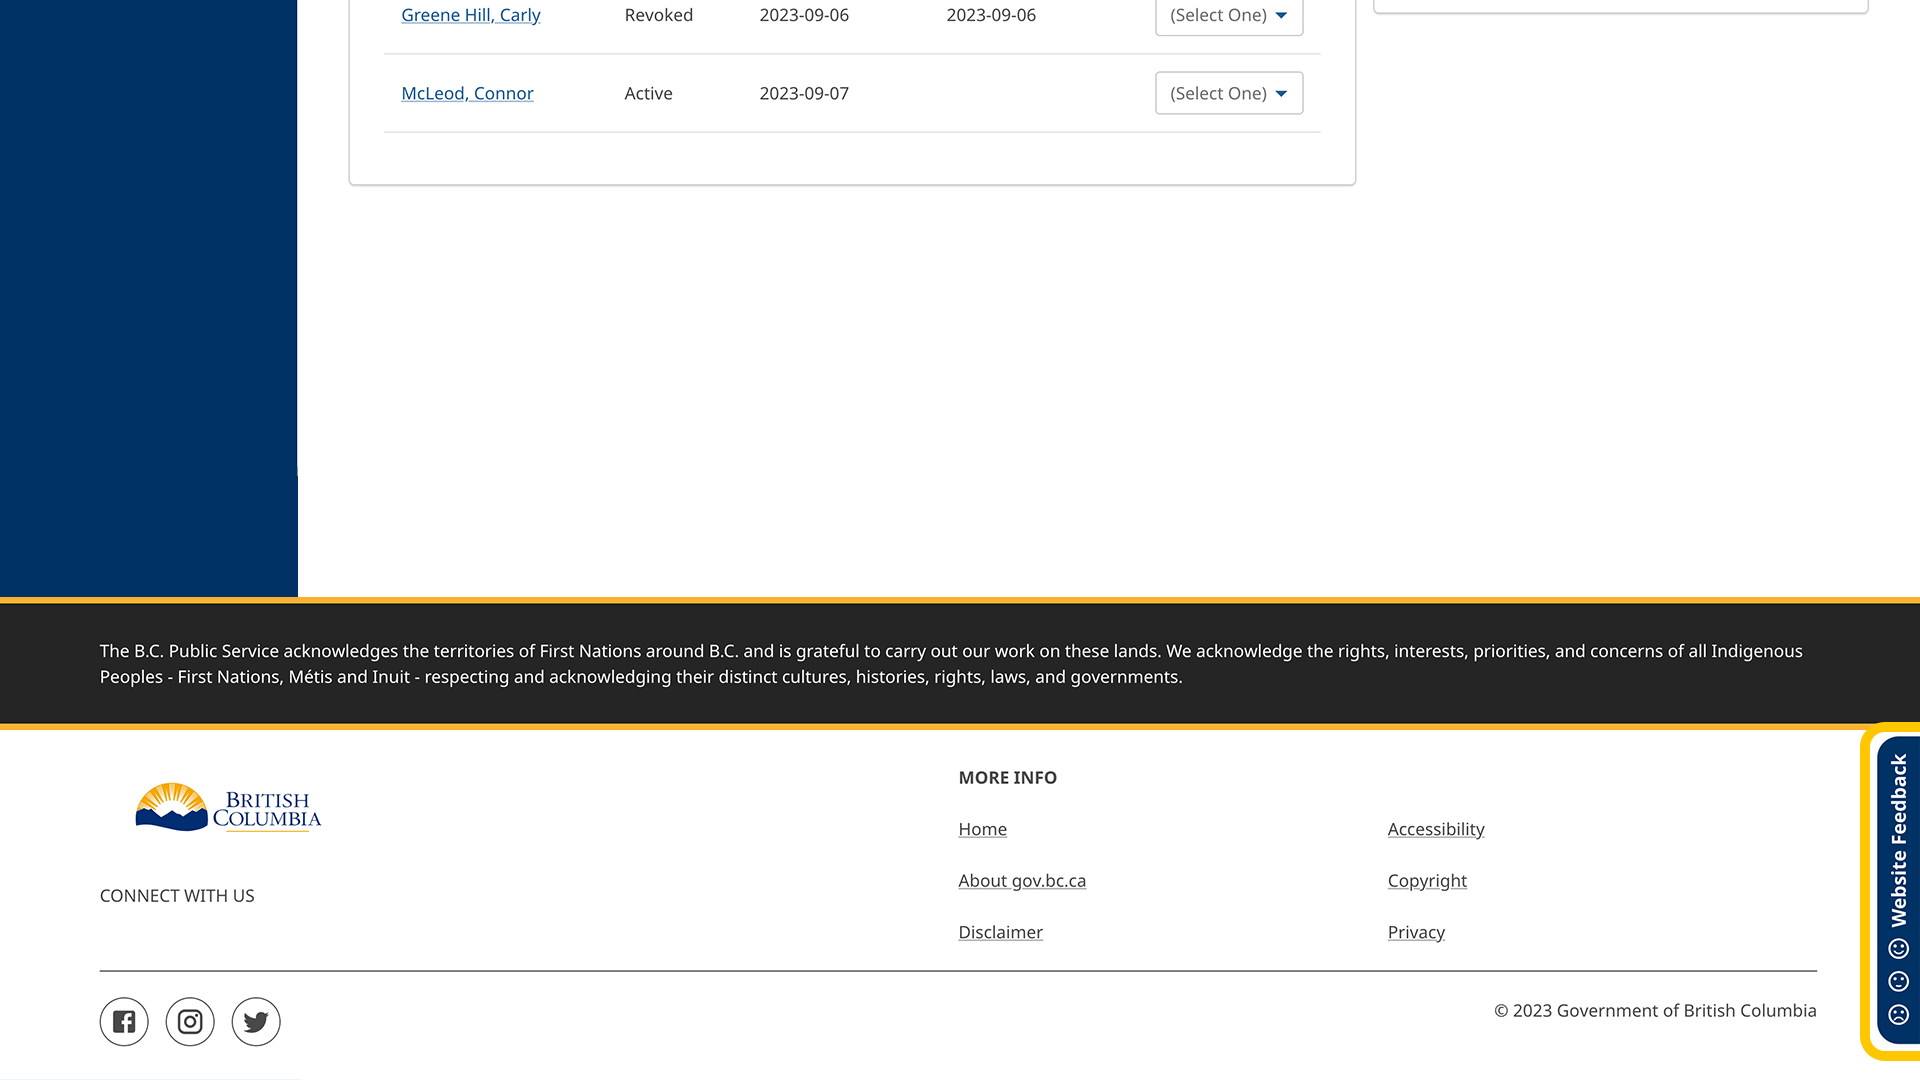 Greene Hill, Carly Revoked 2023-09-06 2023-09-06 (Select One)
McLeod, Connor Active 2023-09-07 (Select One)
The B.C. Public Service acknowledges the territories of First Nations around B.C. and is grateful to carry out our work on these lands. We acknowledge the rights, interests, priorities, and concerns of all Indigenous
Peoples - First Nations, Métis and Inuit - respecting and acknowledging their distinct cultures, histories, rights, laws, and governments.
BRITISH
COLUMBIA
CONNECT WITH US
MORE INFO
Home
Accessibility
About gov.bc.ca
Copyright
Disclaimer
Privacy
© 2023 Government of British Columbia
Website Feedback